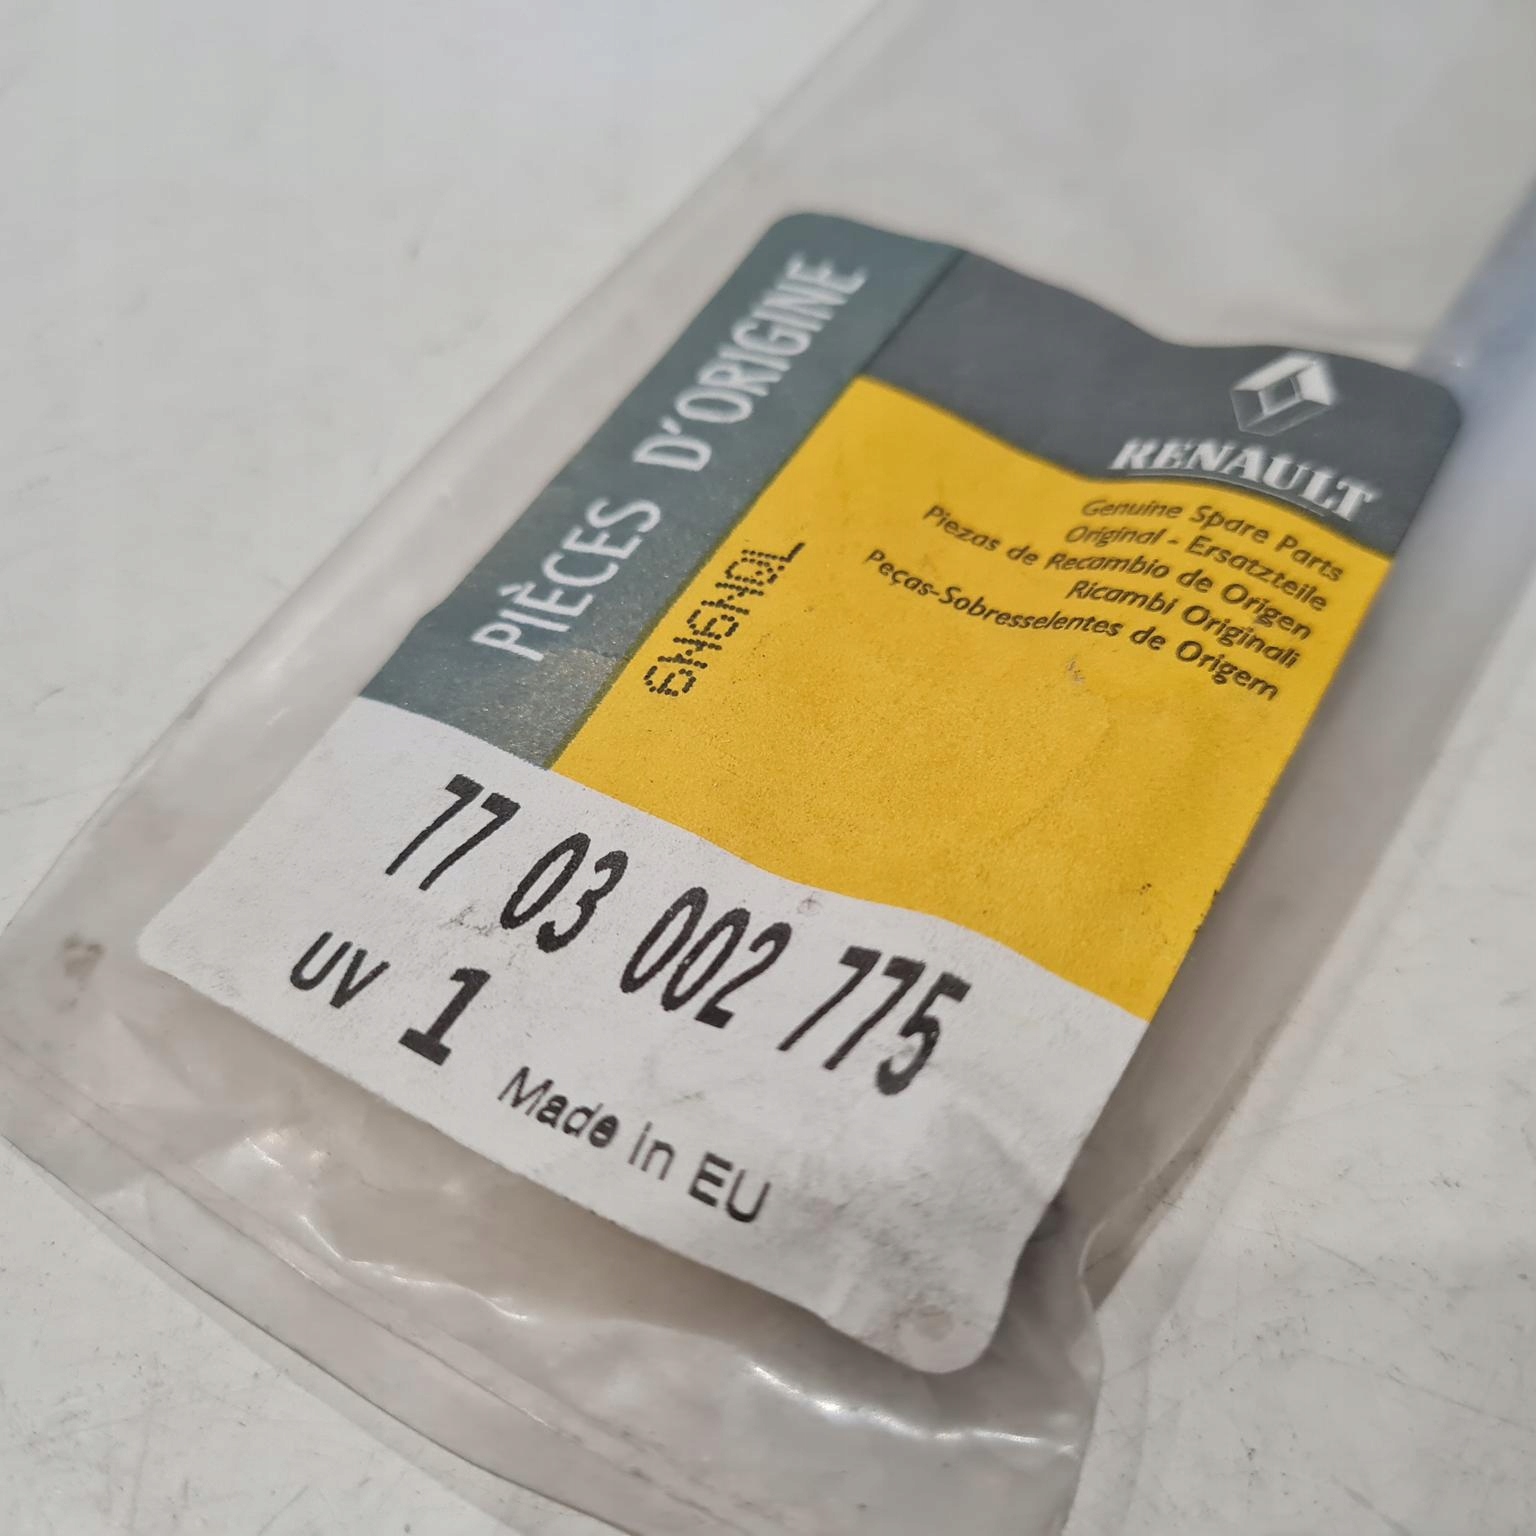 PIÈCES D'ORIGINE
RENAULT
Genuine Spare Parts
Original - Ersatzteile
Piezas de Recambio de Origen
Ricambi Originali
Peças-Sobresselentes de Origem
77 03 002 775
UV 1
Made in EU